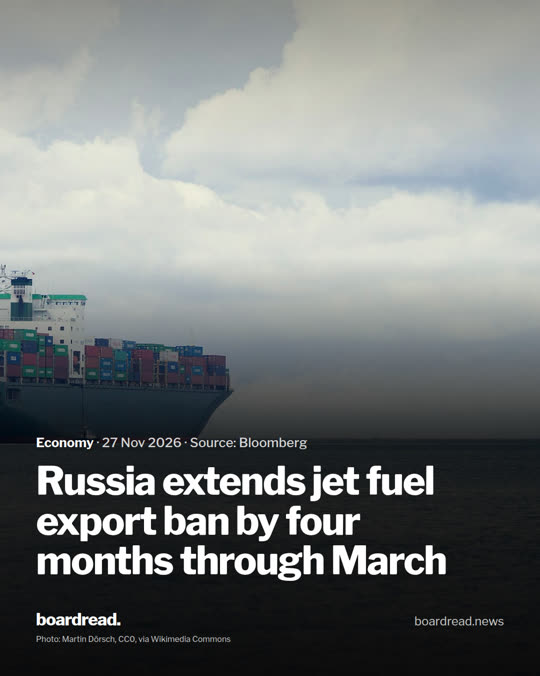 Economy · 27 Nov 2026 · Source: Bloomberg
Russia extends jet fuel
export ban by four
months through March
boardread.
boardread.news
Photo: Martin Dörsch, CC0, via Wikimedia Commons